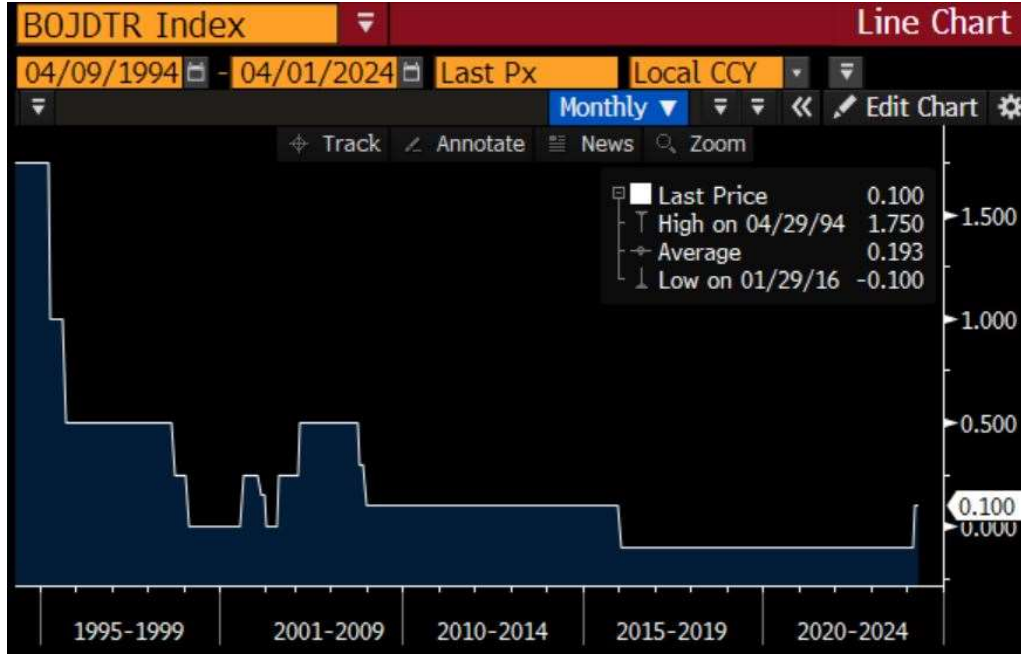 BOJDTR Index Line Chart
04/09/1994 - 04/01/2024 Last Px Local CCY
Monthly ▼ « Edit Chart
Track Annotate News Zoom
Last Price 0.100
High on 04/29/94 1.750
Average 0.193
Low on 01/29/16 -0.100
1.500
1.000
0.500
0.100
0.000
1995-1999 2001-2009 2010-2014 2015-2019 2020-2024